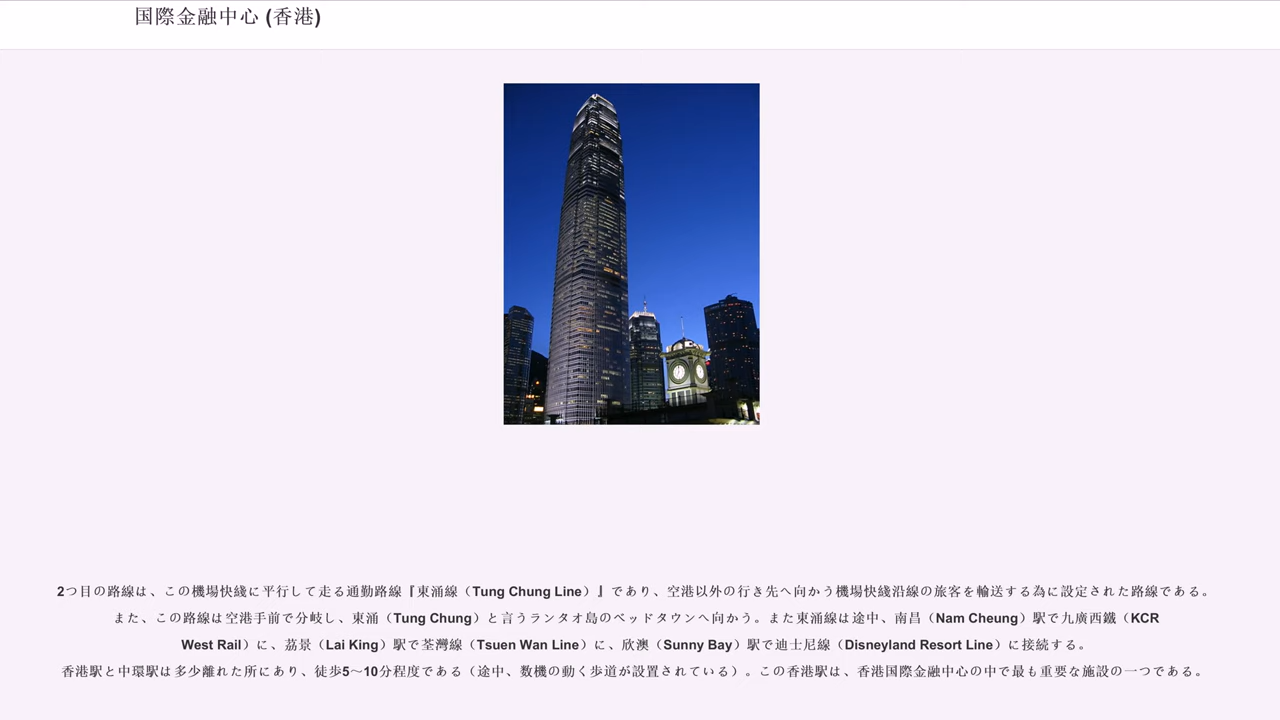 国際金融中心 (香港)
2つ目の路線は、この機場快綫に平行して走る通勤路線『東涌線（Tung Chung Line）』であり、空港以外の行き先へ向かう機場快綫沿線の旅客を輸送する為に設定された路線である。
また、この路線は空港手前で分岐し、東涌（Tung Chung）と言うランタオ島のベッドタウンへ向かう。また東涌線は途中、南昌（Nam Cheung）駅で九廣西鐵（KCR
West Rail）に、茘景（Lai King）駅で荃灣線（Tsuen Wan Line）に、欣澳（Sunny Bay）駅で迪士尼線（Disneyland Resort Line）に接続する。
香港駅と中環駅は多少離れた所にあり、徒歩5〜10分程度である（途中、数機の動く歩道が設置されている）。この香港駅は、香港国際金融中心の中で最も重要な施設の一つである。